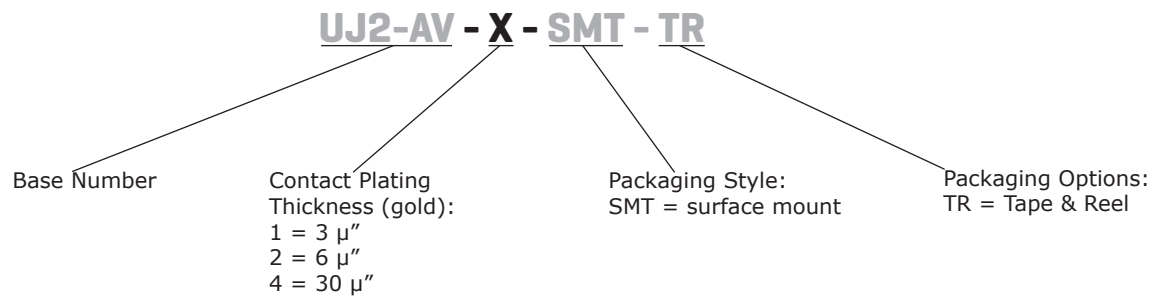 UJ2-AV - X - SMT - TR
Base Number
Contact Plating
Thickness (gold):
1 = 3 µ”
2 = 6 µ”
4 = 30 µ”
Packaging Style:
SMT = surface mount
Packaging Options:
TR = Tape & Reel